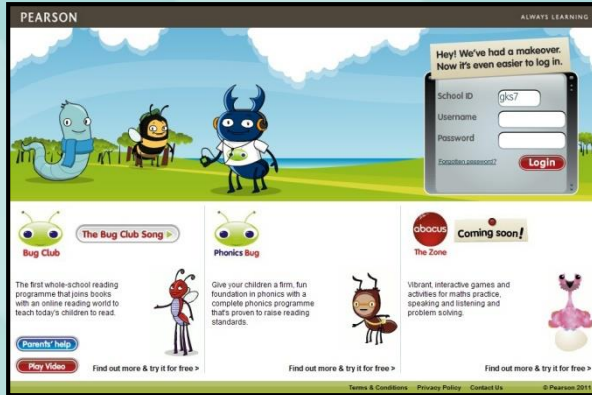 PEARSON
ALWAYS LEARNING
Hey! We've had a makeover.
Now it's even easier to log in.
School ID
gks7
Username
Password
Forgotten password?
Login
Bug Club
The Bug Club Song
The first whole-school reading
programme that joins books
with an online reading world to
teach today's children to read.
Parents' help
Play Video
Find out more & try it for free >
Phonics Bug
Give your children a firm, fun
foundation in phonics with a
complete phonics programme
that's proven to raise reading
standards.
Find out more & try it for free >
abacus
The Zone
Coming soon!
Vibrant, interactive games and
activities for maths practice,
speaking and listening and
problem solving.
Find out more & try it for free >
Terms & Conditions Privacy Policy Contact Us © Pearson 2011